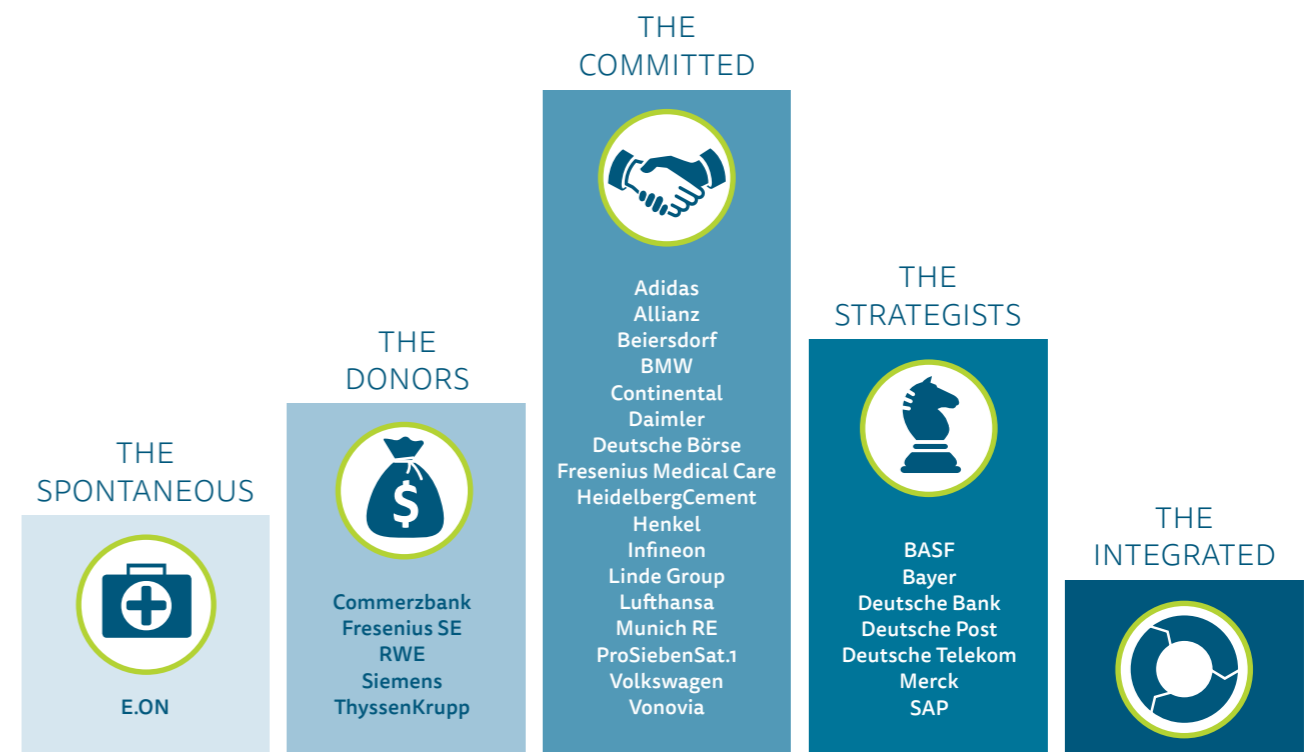 THE
SPONTANEOUS
E.ON
THE
DONORS
$
Commerzbank
Fresenius SE
RWE
Siemens
ThyssenKrupp
THE
COMMITTED
Adidas
Allianz
Beiersdorf
BMW
Continental
Daimler
Deutsche Börse
Fresenius Medical Care
HeidelbergCement
Henkel
Infineon
Linde Group
Lufthansa
Munich RE
ProSiebenSat.1
Volkswagen
Vonovia
THE
STRATEGISTS
BASF
Bayer
Deutsche Bank
Deutsche Post
Deutsche Telekom
Merck
SAP
THE
INTEGRATED